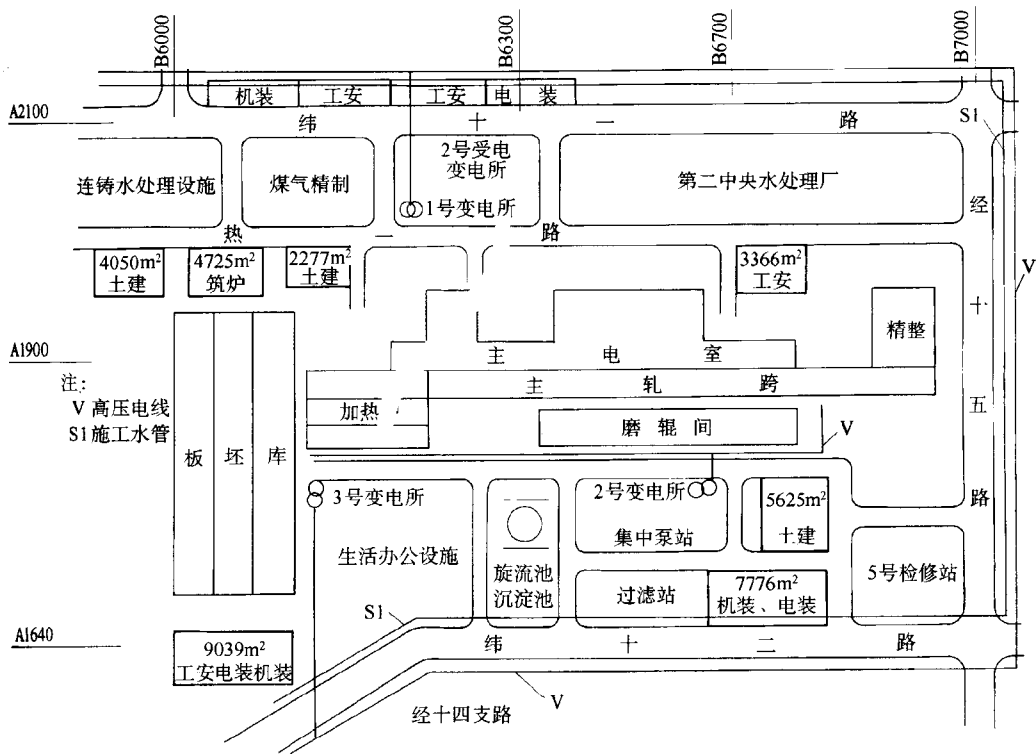 B6000
B6300
B6700
B7000
A2100
机装 工安 工安 电 装
纬 十 一 路
S1
连铸水处理设施
煤气精制
2号受电
变电所
1号变电所
第二中央水处理厂
热 一 路
4050m²
土建
4725m²
筑炉
2277m²
土建
3366m²
工安
经 十 五 路
V
A1900
注:
V 高压电线
S1施工水管
精整
主 电 室
主 轧 跨
加热
磨 辊 间
V
板 坯 库
3号变电所
2号变电所
5625m²
土建
集中泵站
生活办公设施
旋流池
沉淀池
过滤站
7776m²
机装、电装
5号检修站
S1
A1640
9039m²
工安电装机装
纬 十 二 路
V
经十四支路